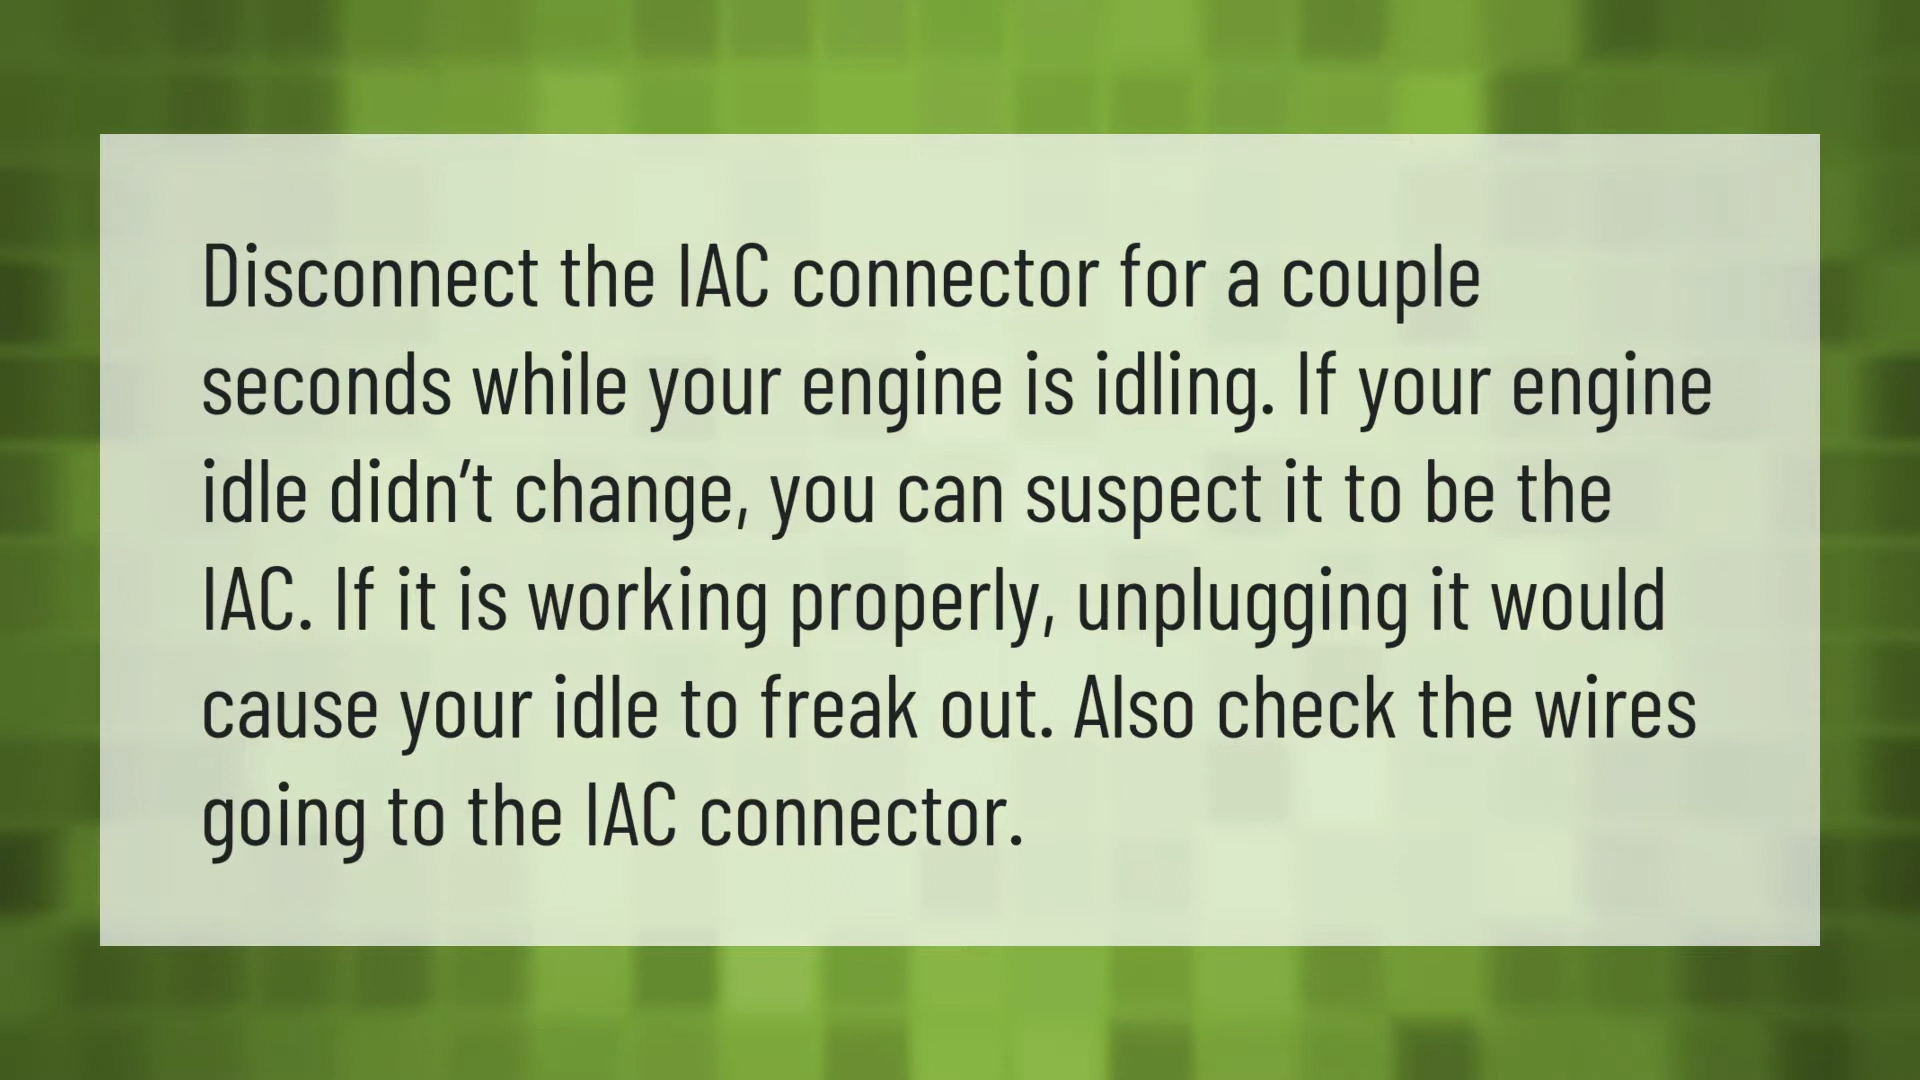 Disconnect the IAC connector for a couple
seconds while your engine is idling. If your engine
idle didn’t change, you can suspect it to be the
IAC. If it is working properly, unplugging it would
cause your idle to freak out. Also check the wires
going to the IAC connector.